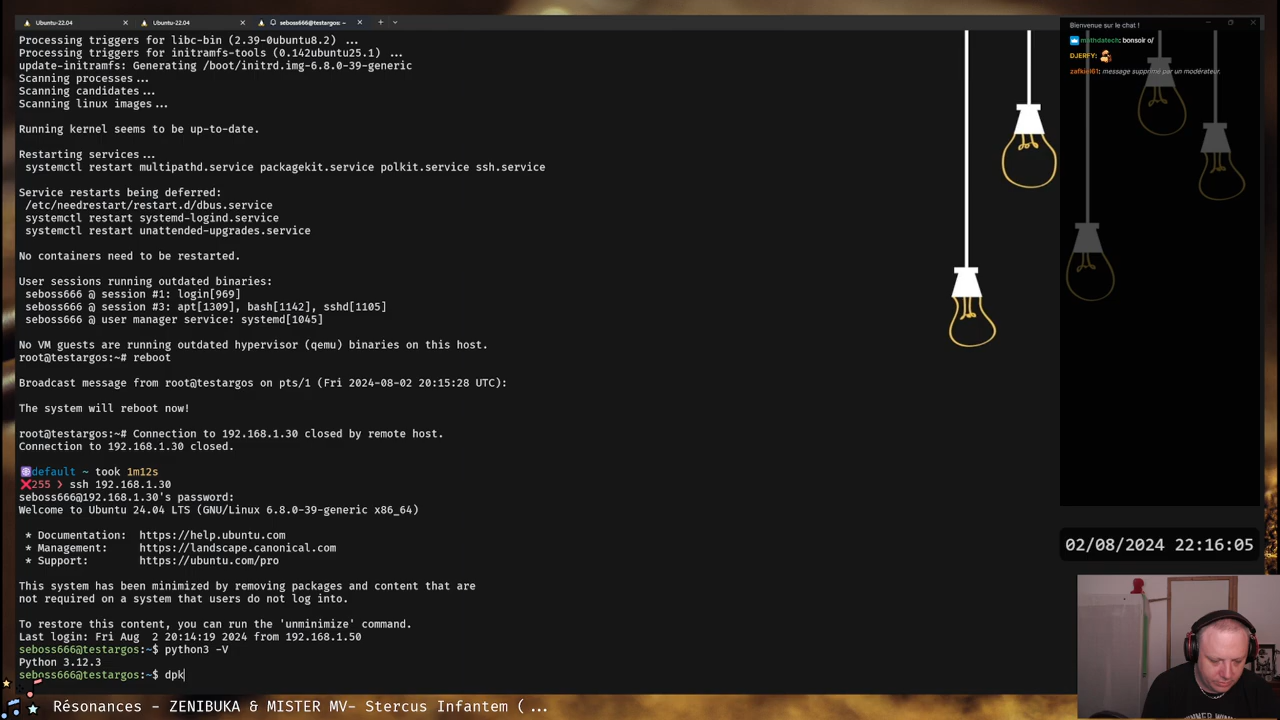 Ubuntu-22.04
Ubuntu-22.04
seboss666@testargos: ~
Processing triggers for libc-bin (2.39-0ubuntu8.2) ...
Processing triggers for initramfs-tools (0.142ubuntu25.1) ...
update-initramfs: Generating /boot/initrd.img-6.8.0-39-generic
Scanning processes...
Scanning candidates...
Scanning linux images...
Running kernel seems to be up-to-date.
Restarting services...
systemctl restart multipathd.service packagekit.service polkit.service ssh.service
Service restarts being deferred:
/etc/needrestart/restart.d/dbus.service
systemctl restart systemd-logind.service
systemctl restart unattended-upgrades.service
No containers need to be restarted.
User sessions running outdated binaries:
seboss666 @ session #1: login[969]
seboss666 @ session #3: apt[1309], bash[1142], sshd[1105]
seboss666 @ user manager service: systemd[1045]
No VM guests are running outdated hypervisor (qemu) binaries on this host.
root@testargos:~# reboot
Broadcast message from root@testargos on pts/1 (Fri 2024-08-02 20:15:28 UTC):
The system will reboot now!
root@testargos:~# Connection to 192.168.1.30 closed by remote host.
Connection to 192.168.1.30 closed.
default ~ took 1m12s
255 ❯ ssh 192.168.1.30
seboss666@192.168.1.30's password:
Welcome to Ubuntu 24.04 LTS (GNU/Linux 6.8.0-39-generic x86_64)
* Documentation:  https://help.ubuntu.com
* Management:     https://landscape.canonical.com
* Support:        https://ubuntu.com/pro
This system has been minimized by removing packages and content that are
not required on a system that users do not log into.
To restore this content, you can run the 'unminimize' command.
Last login: Fri Aug  2 20:14:19 2024 from 192.168.1.50
seboss666@testargos:~$ python3 -V
Python 3.12.3
seboss666@testargos:~$ dpk
Bienvenue sur le chat !
bonsoir o/
DJERFY:
zafkiel61: message supprimé par un modérateur.
02/08/2024 22:16:05
Résonances - ZENIBUKA & MISTER MV- Stercus Infantem (...